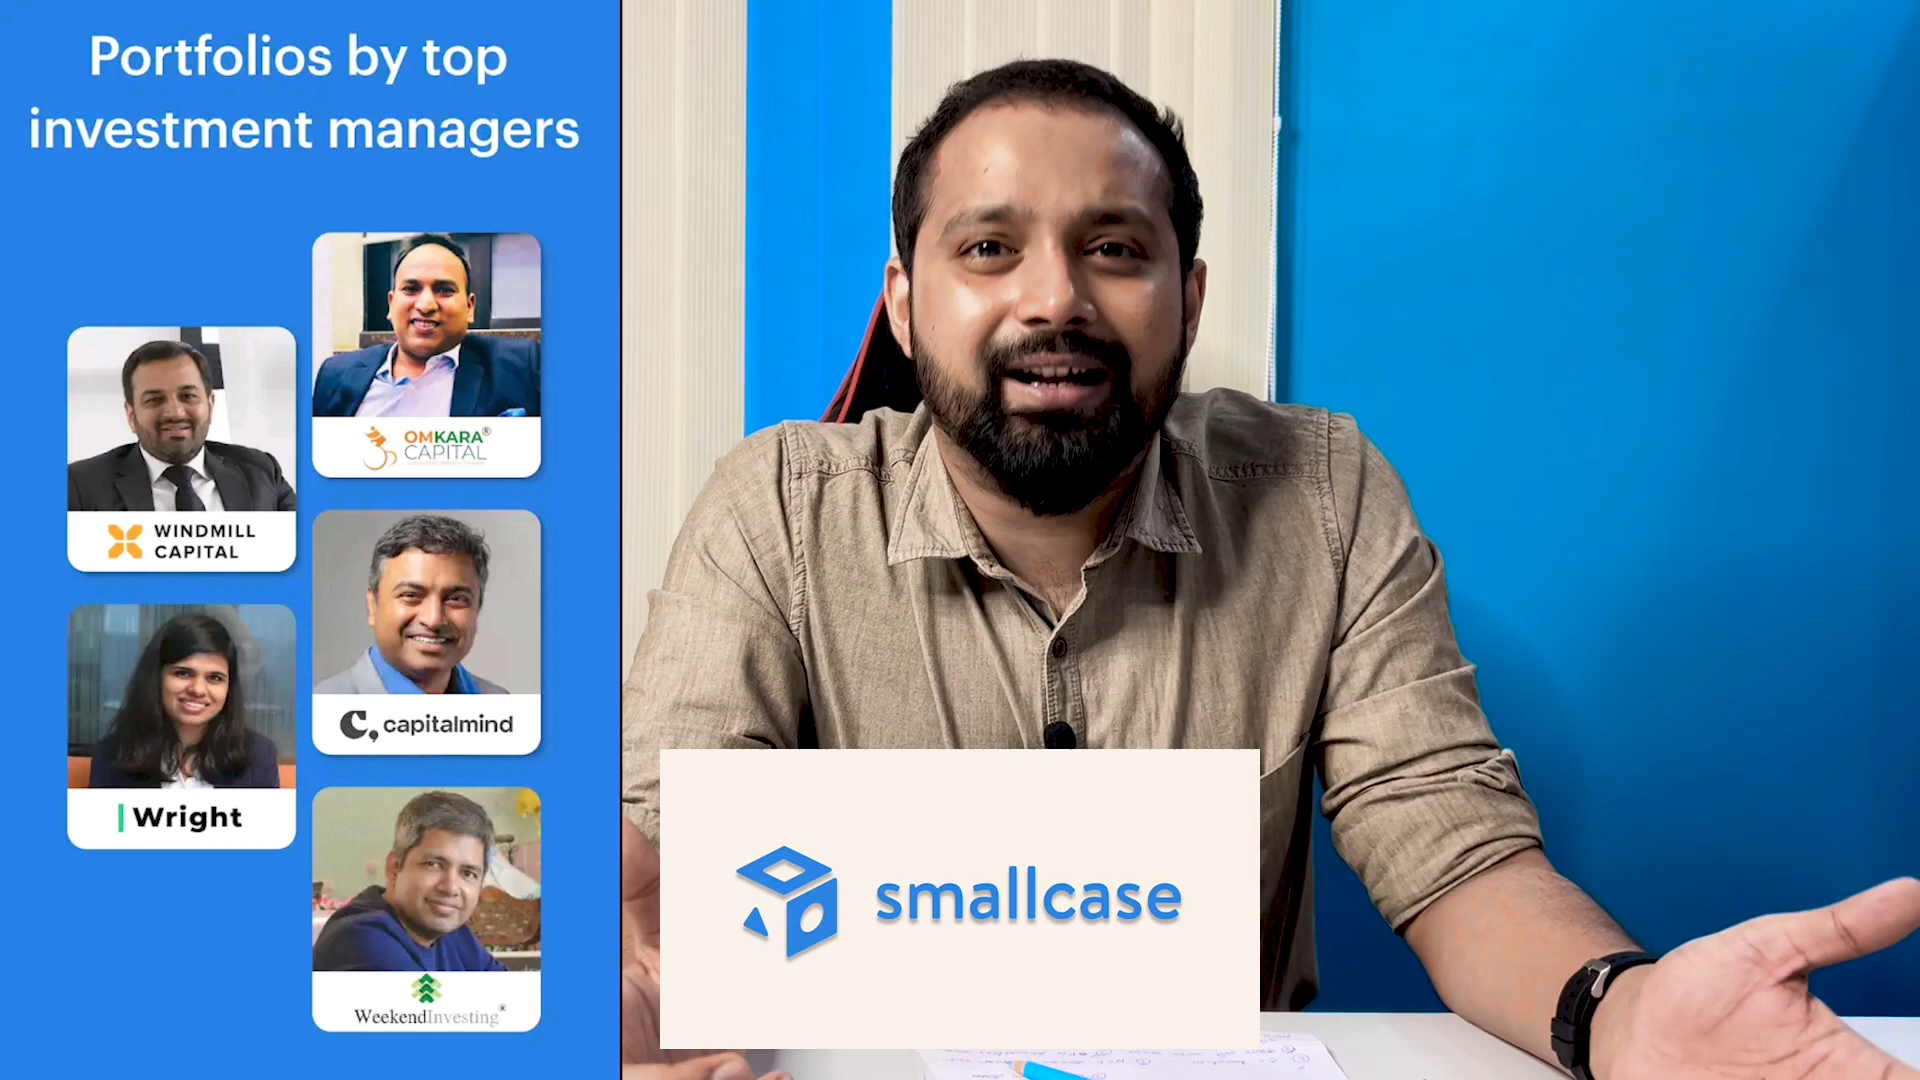 Portfolios by top
investment managers
OMKARA®
CAPITAL
WINDMILL
CAPITAL
capitalmind
Wright
WeekendInvesting®
smallcase